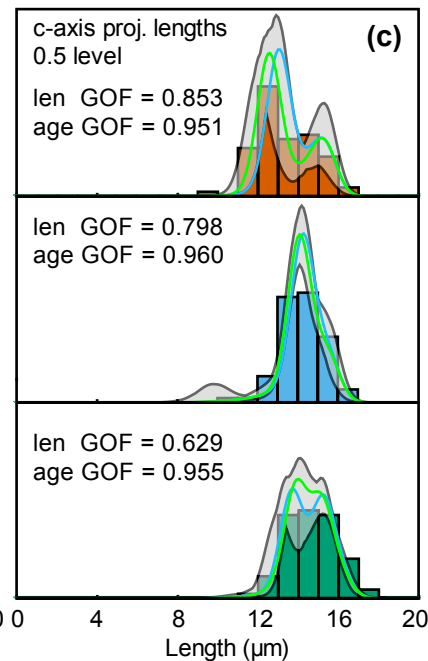 c-axis proj. lengths
(c)
0.5 level
len GOF = 0.853
age GOF = 0.951
len GOF = 0.798
age GOF = 0.960
len GOF = 0.629
age GOF = 0.955
0 0 4 8 12 16 20
Length (µm)